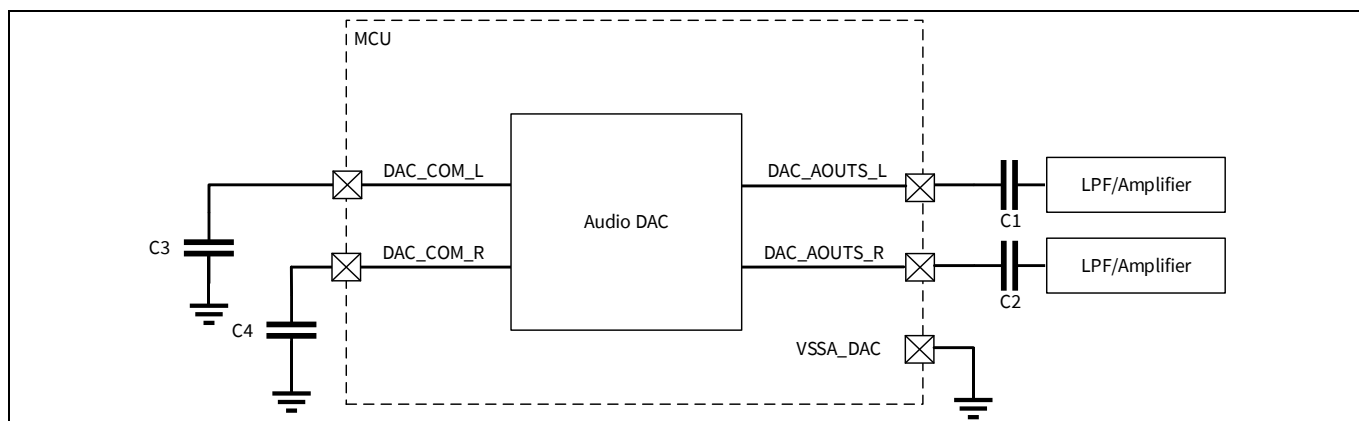 MCU
DAC_COM_L
DAC_AOUTS_L
LPF/Amplifier
C1
Audio DAC
C3
DAC_COM_R
DAC_AOUTS_R
LPF/Amplifier
C2
C4
VSSA_DAC